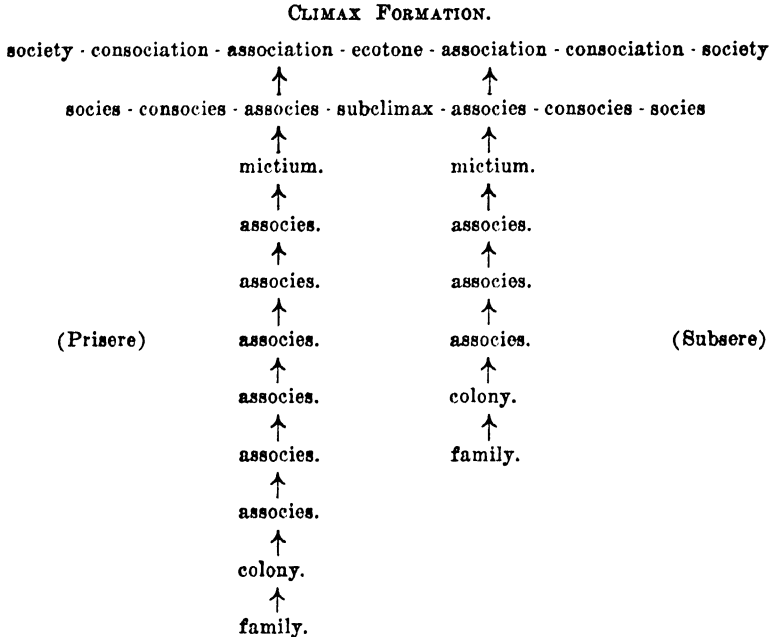 CLIMAX FORMATION.
society - consociation - association - ecotone - association - consociation - society
socies - consocies - associes - subclimax - associes - consocies - socies
mictium. mictium.
associes. associes.
associes. associes.
(Prisere) associes. associes. (Subsere)
associes. colony.
associes. family.
associes.
colony.
family.